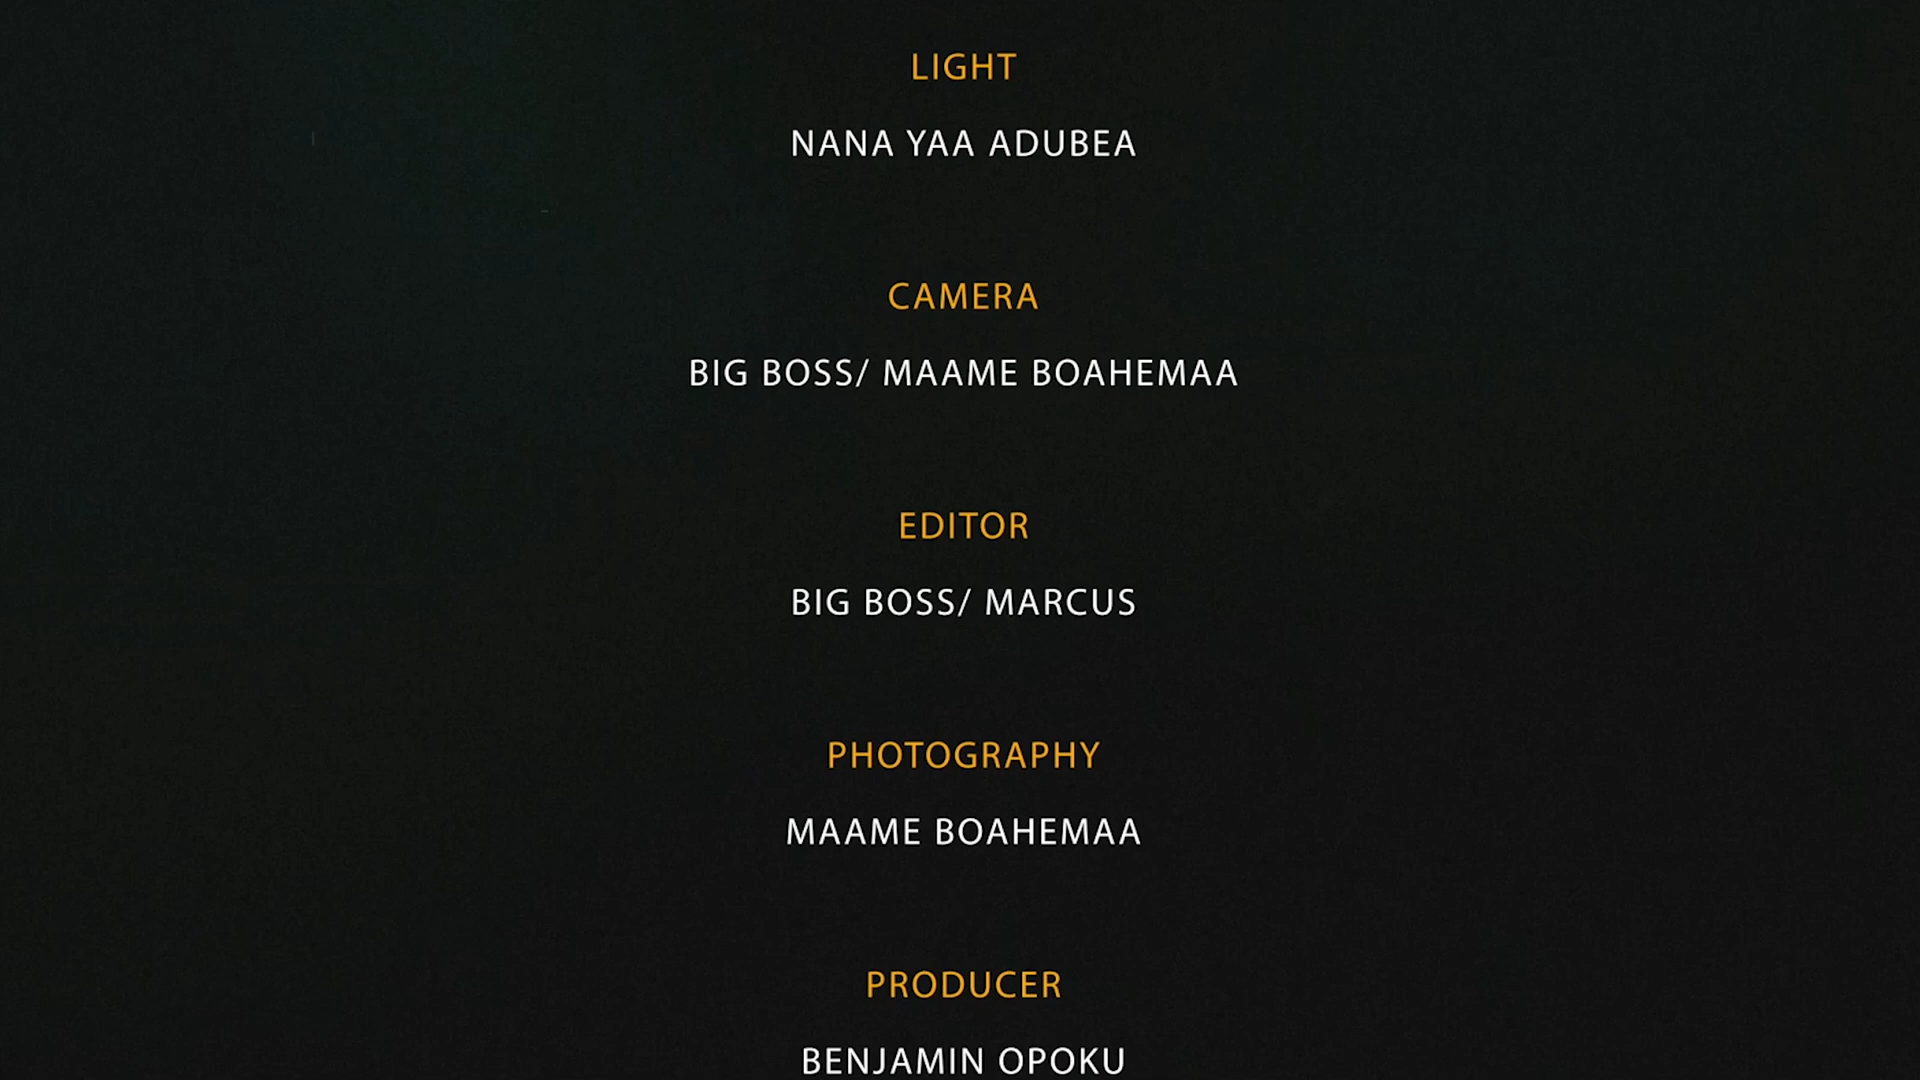 LIGHT
NANA YAA ADUBEA
CAMERA
BIG BOSS/ MAAME BOAHEMAA
EDITOR
BIG BOSS/ MARCUS
PHOTOGRAPHY
MAAME BOAHEMAA
PRODUCER
BENJAMIN OPOKU